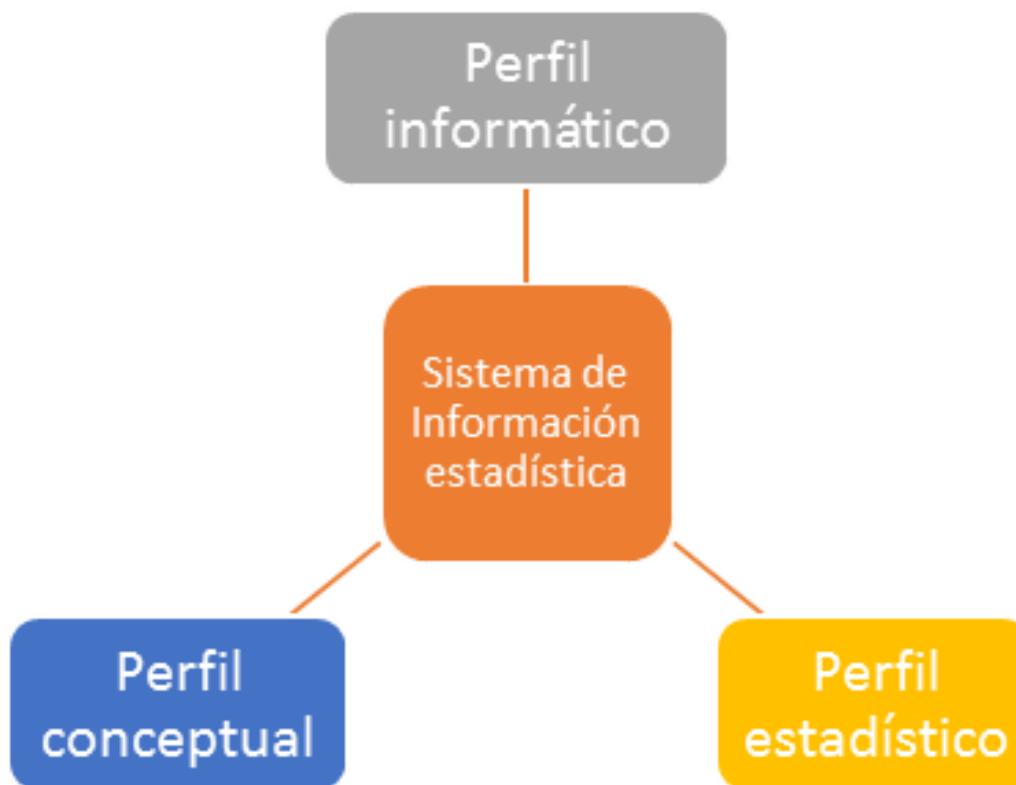 Perfil
informático
Sistema de
Información
estadística
Perfil
conceptual
Perfil
estadístico